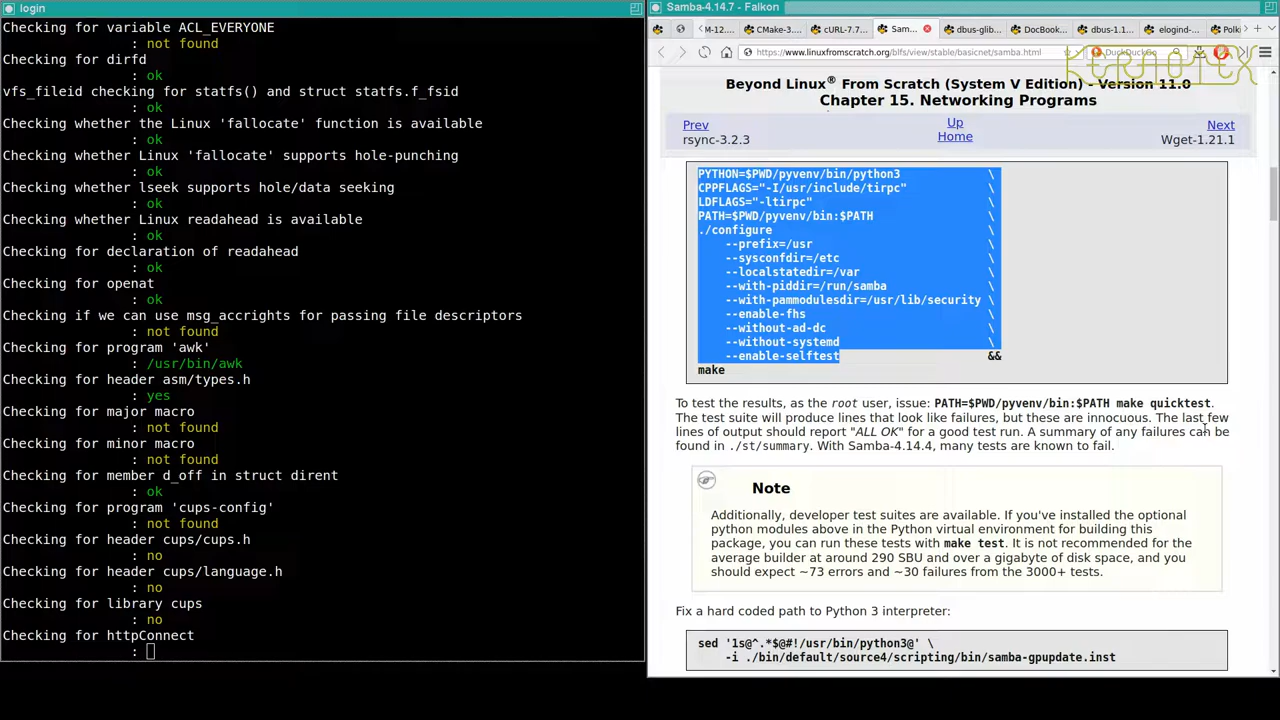 login
Checking for variable ACL_EVERYONE
: not found
Checking for dirfd
: ok
vfs_fileid checking for statfs() and struct statfs.f_fsid
: ok
Checking whether the Linux 'fallocate' function is available
: ok
Checking whether Linux 'fallocate' supports hole-punching
: ok
Checking whether lseek supports hole/data seeking
: ok
Checking whether Linux readahead is available
: ok
Checking for declaration of readahead
: ok
Checking for openat
: ok
Checking if we can use msg_accrights for passing file descriptors
: not found
Checking for program 'awk'
: /usr/bin/awk
Checking for header asm/types.h
: yes
Checking for major macro
: not found
Checking for minor macro
: not found
Checking for member d_off in struct dirent
: ok
Checking for program 'cups-config'
: not found
Checking for header cups/cups.h
: no
Checking for header cups/language.h
: no
Checking for library cups
: no
Checking for httpConnect
:
Samba-4.14.7 - Falkon
M-12.... CMake-3.... cURL-7.7... Sam... dbus-glib... DocBook... dbus-1.1... elogind-... Polk
https://www.linuxfromscratch.org/blfs/view/stable/basicnet/samba.html DuckDuckGo
KERNOTEX
Beyond Linux® From Scratch (System V Edition) - Version 11.0
Chapter 15. Networking Programs
Prev Up Next
rsync-3.2.3 Home Wget-1.21.1
PYTHON=$PWD/pyvenv/bin/python3 \
CPPFLAGS="-I/usr/include/tirpc" \
LDFLAGS="-ltirpc" \
PATH=$PWD/pyvenv/bin:$PATH \
./configure \
--prefix=/usr \
--sysconfdir=/etc \
--localstatedir=/var \
--with-piddir=/run/samba \
--with-pammodulesdir=/usr/lib/security \
--enable-fhs \
--without-ad-dc \
--without-systemd \
--enable-selftest &&
make
To test the results, as the root user, issue: PATH=$PWD/pyvenv/bin:$PATH make quicktest.
The test suite will produce lines that look like failures, but these are innocuous. The last few
lines of output should report "ALL OK" for a good test run. A summary of any failures can be
found in ./st/summary. With Samba-4.14.4, many tests are known to fail.
Note
Additionally, developer test suites are available. If you've installed the optional
python modules above in the Python virtual environment for building this
package, you can run these tests with make test. It is not recommended for the
average builder at around 290 SBU and over a gigabyte of disk space, and you
should expect ~73 errors and ~30 failures from the 3000+ tests.
Fix a hard coded path to Python 3 interpreter:
sed '1s@^.*$@#!/usr/bin/python3@' \
-i ./bin/default/source4/scripting/bin/samba-gpupdate.inst